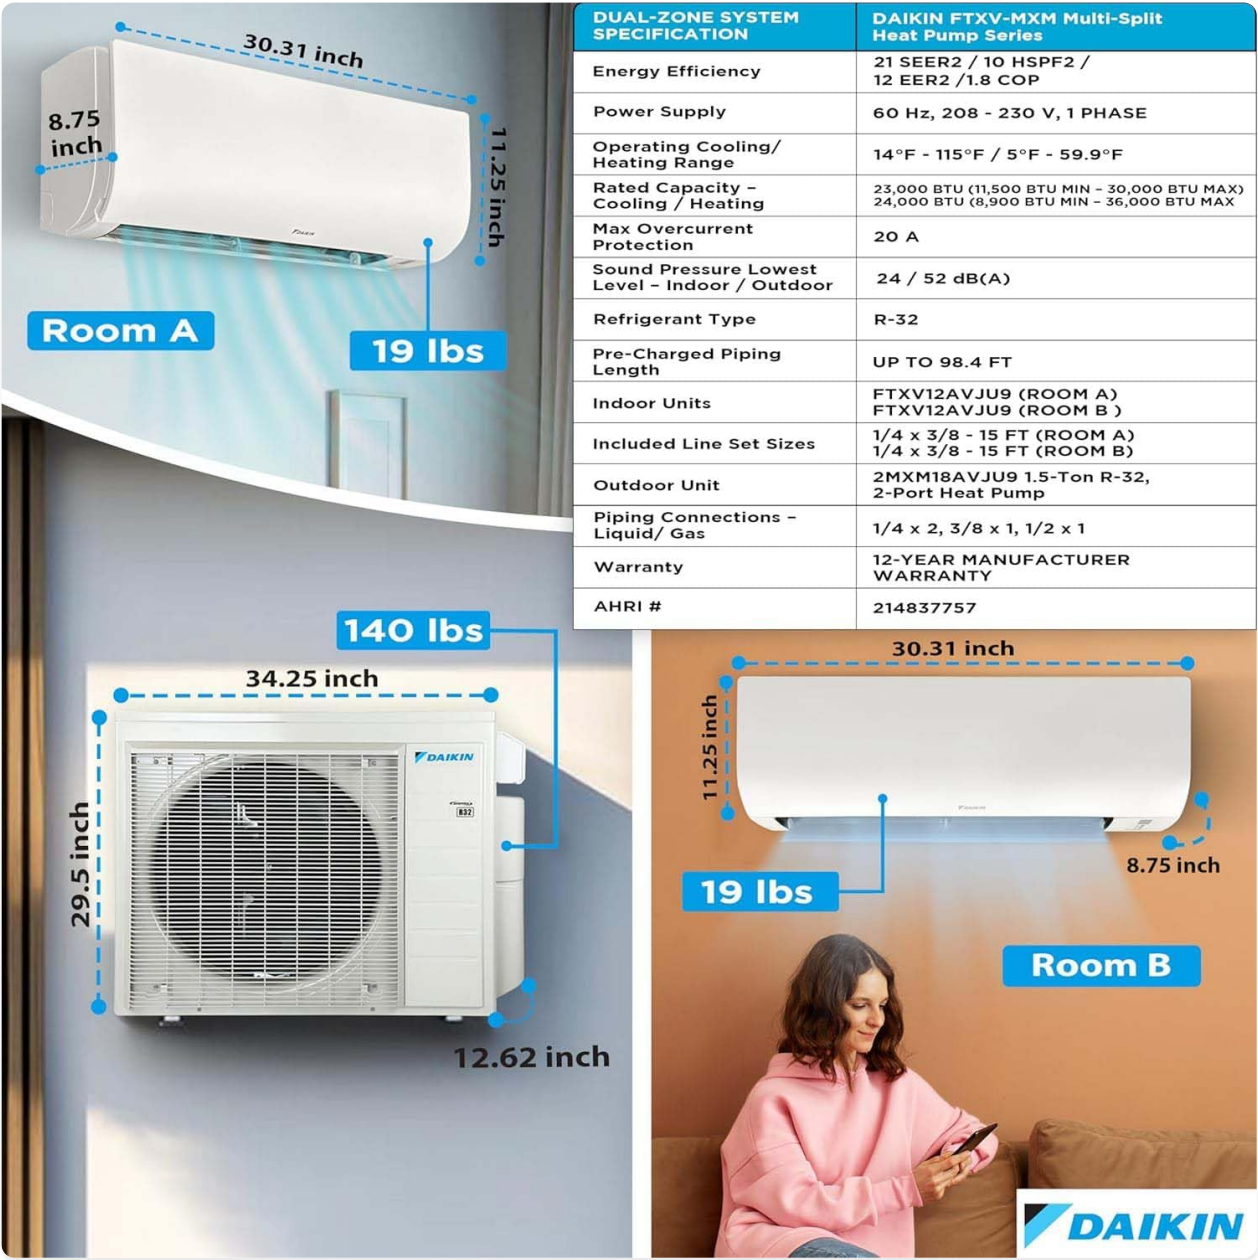 30.31 inch
8.75
inch
11.25 inch
DAIKIN
Room A
19 lbs
DUAL-ZONE SYSTEM
SPECIFICATION
DAIKIN FTXV-MXM Multi-Split
Heat Pump Series
Energy Efficiency
21 SEER2 / 10 HSPF2 /
12 EER2 /1.8 COP
Power Supply
60 Hz, 208 - 230 V, 1 PHASE
Operating Cooling/
Heating Range
14°F - 115°F / 5°F - 59.9°F
Rated Capacity –
Cooling / Heating
23,000 BTU (11,500 BTU MIN – 30,000 BTU MAX)
24,000 BTU (8,900 BTU MIN – 36,000 BTU MAX
Max Overcurrent
Protection
20 A
Sound Pressure Lowest
Level – Indoor / Outdoor
24 / 52 dB(A)
Refrigerant Type
R-32
Pre-Charged Piping
Length
UP TO 98.4 FT
Indoor Units
FTXV12AVJU9 (ROOM A)
FTXV12AVJU9 (ROOM B )
Included Line Set Sizes
1/4 x 3/8 - 15 FT (ROOM A)
1/4 x 3/8 - 15 FT (ROOM B)
Outdoor Unit
2MXM18AVJU9 1.5-Ton R-32,
2-Port Heat Pump
Piping Connections –
Liquid/ Gas
1/4 x 2, 3/8 x 1, 1/2 x 1
Warranty
12-YEAR MANUFACTURER
WARRANTY
AHRI #
214837757
140 lbs
34.25 inch
29.5 inch
DAIKIN
R32
12.62 inch
30.31 inch
11.25 inch
DAIKIN
8.75 inch
19 lbs
Room B
DAIKIN